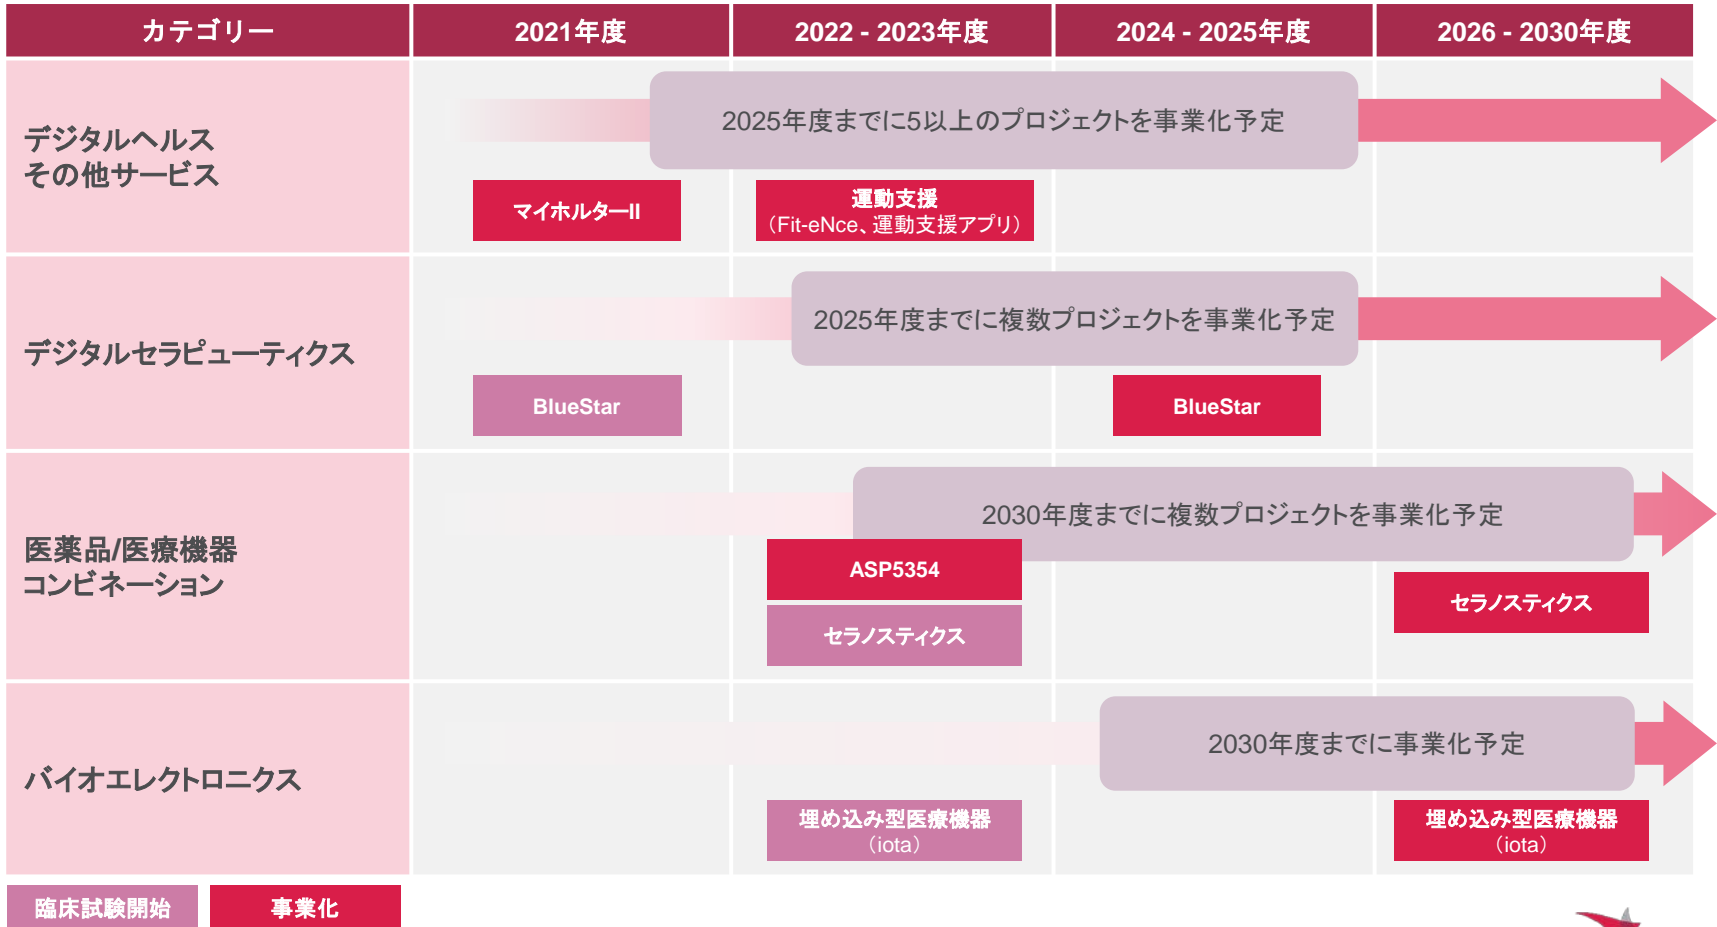 カテゴリー
2021年度
2022 - 2023年度
2024 - 2025年度
2026 - 2030年度
デジタルヘルス
その他サービス
2025年度までに5以上のプロジェクトを事業化予定
マイホルターII
運動支援
（Fit-eNce、運動支援アプリ）
デジタルセラピューティクス
2025年度までに複数プロジェクトを事業化予定
BlueStar
BlueStar
医薬品/医療機器
コンビネーション
2030年度までに複数プロジェクトを事業化予定
ASP5354
セラノスティクス
セラノスティクス
バイオエレクトロニクス
2030年度までに事業化予定
埋め込み型医療機器
（iota）
埋め込み型医療機器
（iota）
臨床試験開始
事業化